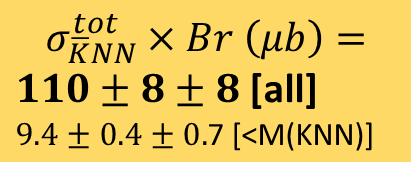 σ^{tot}_{K̅NN} × Br (μb) =
110 ± 8 ± 8 [all]
9.4 ± 0.4 ± 0.7 [<M(KNN)]